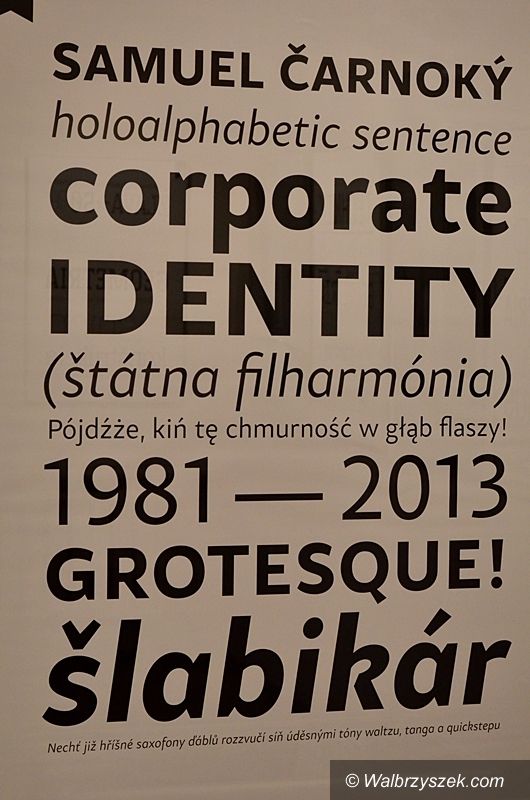 SAMUEL ČARNOKÝ
holoalphabetic sentence
corporate
IDENTITY
(štátna filharmónia)
Pójdźże, kiń tę chmurność w głąb flaszy!
1981 — 2013
GROTESQUE!
šlabikár
Nechť již hříšné saxofony ďáblů rozzvučí síň úděsnými tóny waltzu, tanga a quickstepu
© Walbrzyszek.com